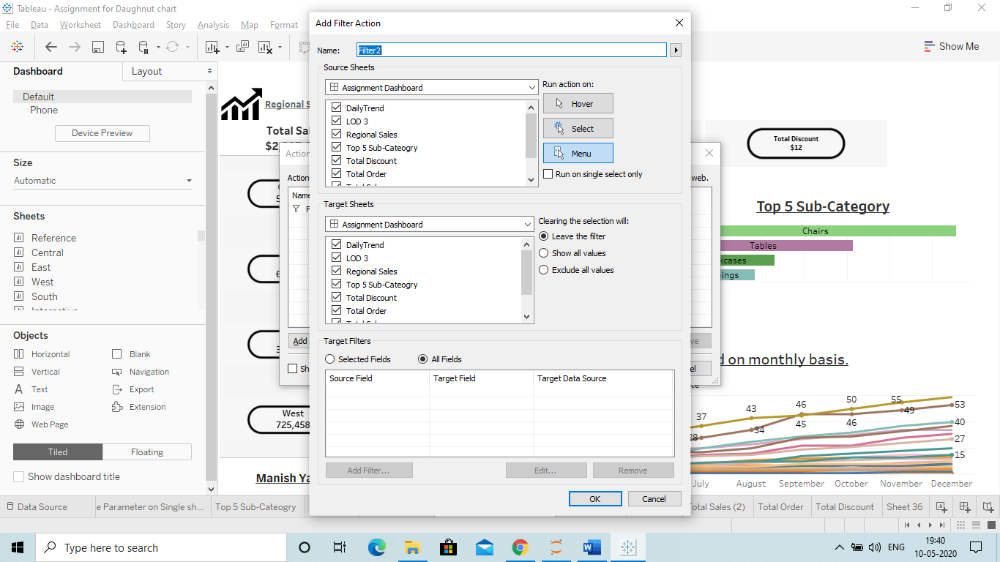 Tableau - Assignment for Daughnut chart
File Data Worksheet Dashboard Story Analysis Map Format
Show Me
Dashboard
Layout
Default
Phone
Device Preview
Size
Automatic
Sheets
Reference
Central
East
West
South
Objects
Horizontal Blank
Vertical Navigation
Text Export
Image Extension
Web Page
Tiled Floating
Show dashboard title
Regional
Total
West
725,458
Add Filter Action
Name: Filter2
Source Sheets
Assignment Dashboard
DailyTrend
LOD 3
Regional Sales
Top 5 Sub-Cateogry
Total Discount
Total Order
Run action on:
Hover
Select
Menu
Run on single select only
Target Sheets
Assignment Dashboard
DailyTrend
LOD 3
Regional Sales
Top 5 Sub-Cateogry
Total Discount
Total Order
Clearing the selection will:
Leave the filter
Show all values
Exclude all values
Target Filters
Selected Fields All Fields
Source Field Target Field Target Data Source
Add Filter... Edit... Remove
OK Cancel
Name
Add
web.
Total Discount
$12
Top 5 Sub-Category
Chairs
Tables
on monthly basis.
37 43 46 50 55 53
28 34 45 46 49 40
27
15
July August September October November December
Manish
Data Source e Parameter on Single sh... Top 5 Sub-Cateogry Total Sales (2) Total Order Total Discount Sheet 36
Type here to search
ENG
19:40
10-05-2020